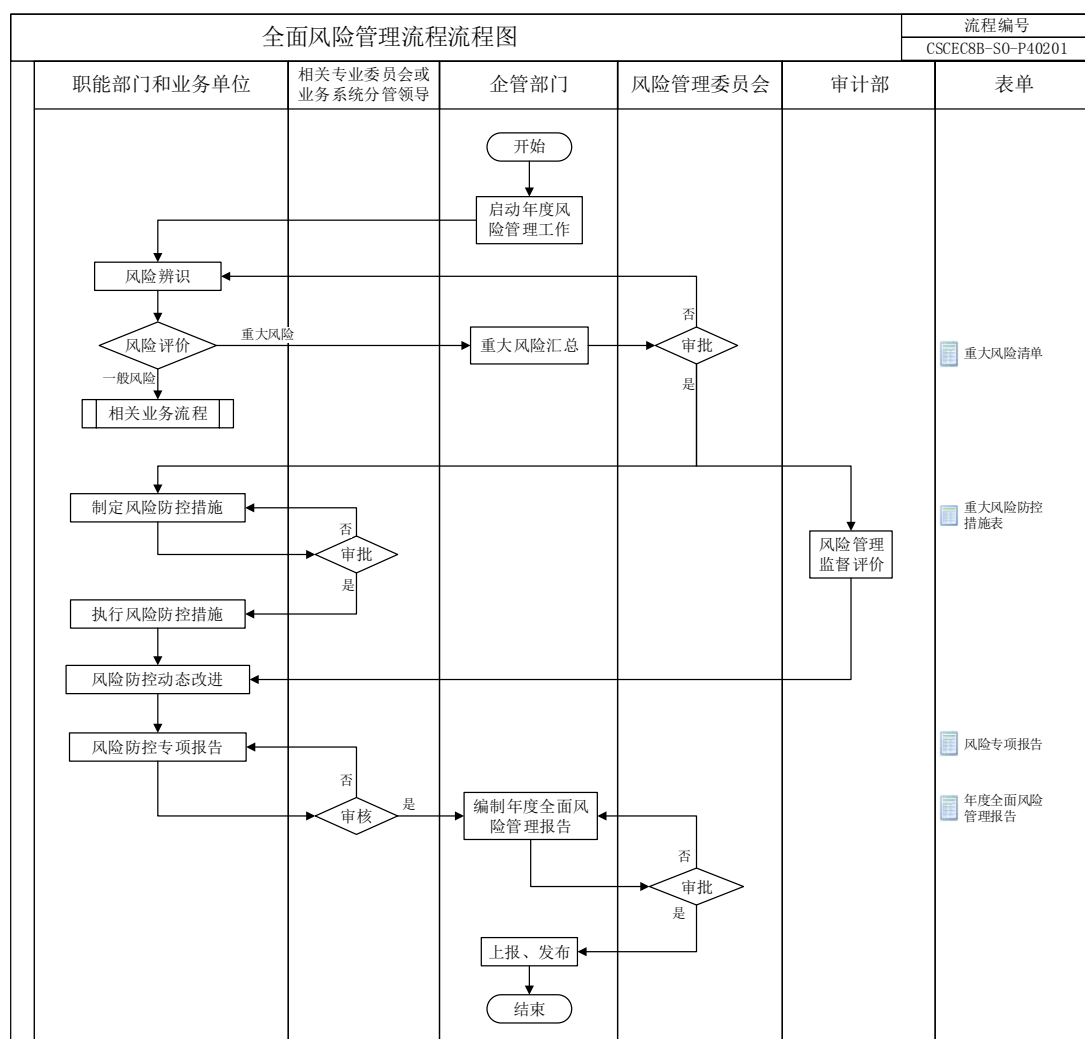 全面风险管理流程流程图
流程编号
CSCEC8B-SO-P40201
职能部门和业务单位
相关专业委员会或
业务系统分管领导
企管部门
风险管理委员会
审计部
表单
开始
启动年度风
险管理工作
风险辨识
否
风险评价
重大风险
重大风险汇总
审批
重大风险清单
一般风险
是
相关业务流程
制定风险防控措施
重大风险防控
措施表
否
审批
风险管理
监督评价
是
执行风险防控措施
风险防控动态改进
风险防控专项报告
风险专项报告
否
审核
是
编制年度全面风
险管理报告
年度全面风险
管理报告
否
审批
是
上报、发布
结束